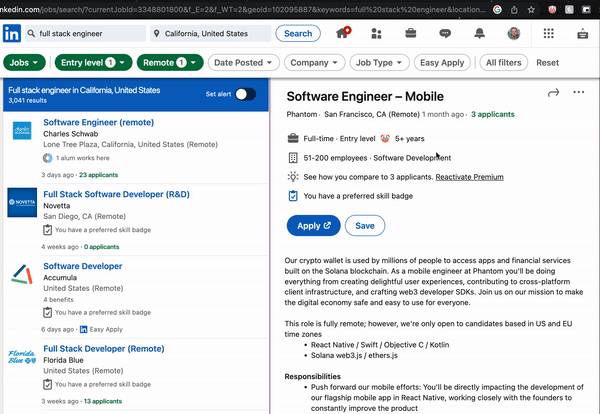 nkedin.com/jobs/search/?currentJobId=3348801800&f_E=2&f_WT=2&geoId=102095887&keywords=full%20stack%20engineer&location...
in
full stack engineer
California, United States
Search
Jobs
Entry level 1
Remote 1
Date Posted
Company
Job Type
Easy Apply
All filters
Reset
Full stack engineer in California, United States
3,041 results
Set alert
Software Engineer (remote)
Charles Schwab
Lone Tree Plaza, California, United States (Remote)
1 alum works here
3 days ago · 23 applicants
NOVETTA
Full Stack Software Developer (R&D)
Novetta
San Diego, CA (Remote)
You have a preferred skill badge
4 weeks ago · 0 applicants
Software Developer
Accumula
United States (Remote)
4 benefits
You have a preferred skill badge
6 days ago · in Easy Apply
Florida Blue
Full Stack Developer (Remote)
Florida Blue
United States (Remote)
You have a preferred skill badge
3 weeks ago · 13 applicants
Software Engineer – Mobile
Phantom · San Francisco, CA (Remote) 1 month ago · 3 applicants
Full-time · Entry level 5+ years
51-200 employees · Software Development
See how you compare to 3 applicants. Reactivate Premium
You have a preferred skill badge
Apply
Save
Our crypto wallet is used by millions of people to access apps and financial services
built on the Solana blockchain. As a mobile engineer at Phantom you'll be doing
everything from creating delightful user experiences, contributing to cross-platform
client infrastructure, and crafting web3 developer SDKs. Join us on our mission to make
the digital economy safe and easy to use for everyone.
This role is fully remote; however, we're only open to candidates based in US and EU
time zones
• React Native / Swift / Objective C / Kotlin
• Solana web3.js / ethers.js
Responsibilities
• Push forward our mobile efforts: You'll be directly impacting the development of
our flagship mobile app in React Native, working closely with the founders to
constantly improve the product